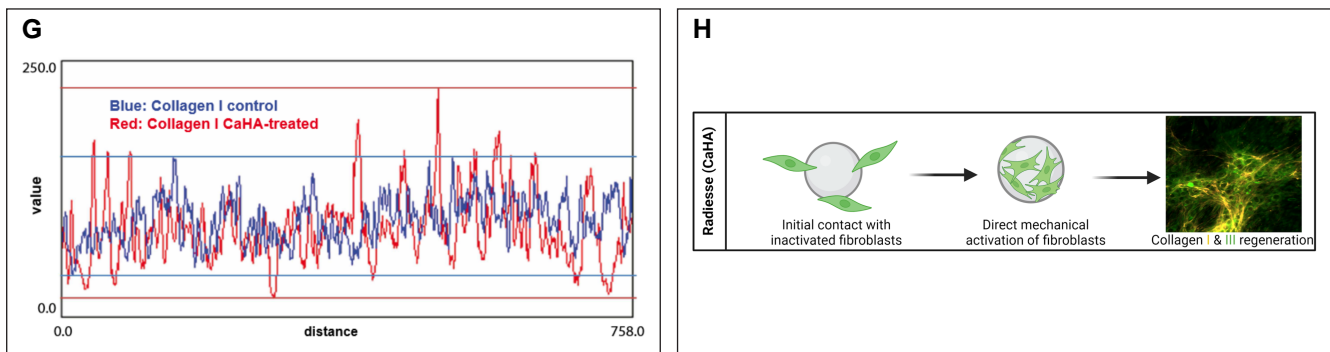 G
250.0
Blue: Collagen I control
Red: Collagen I CaHA-treated
value
0.0
0.0
distance
758.0
H
Radiesse (CaHA)
Initial contact with
inactivated fibroblasts
Direct mechanical
activation of fibroblasts
Collagen I & III regeneration